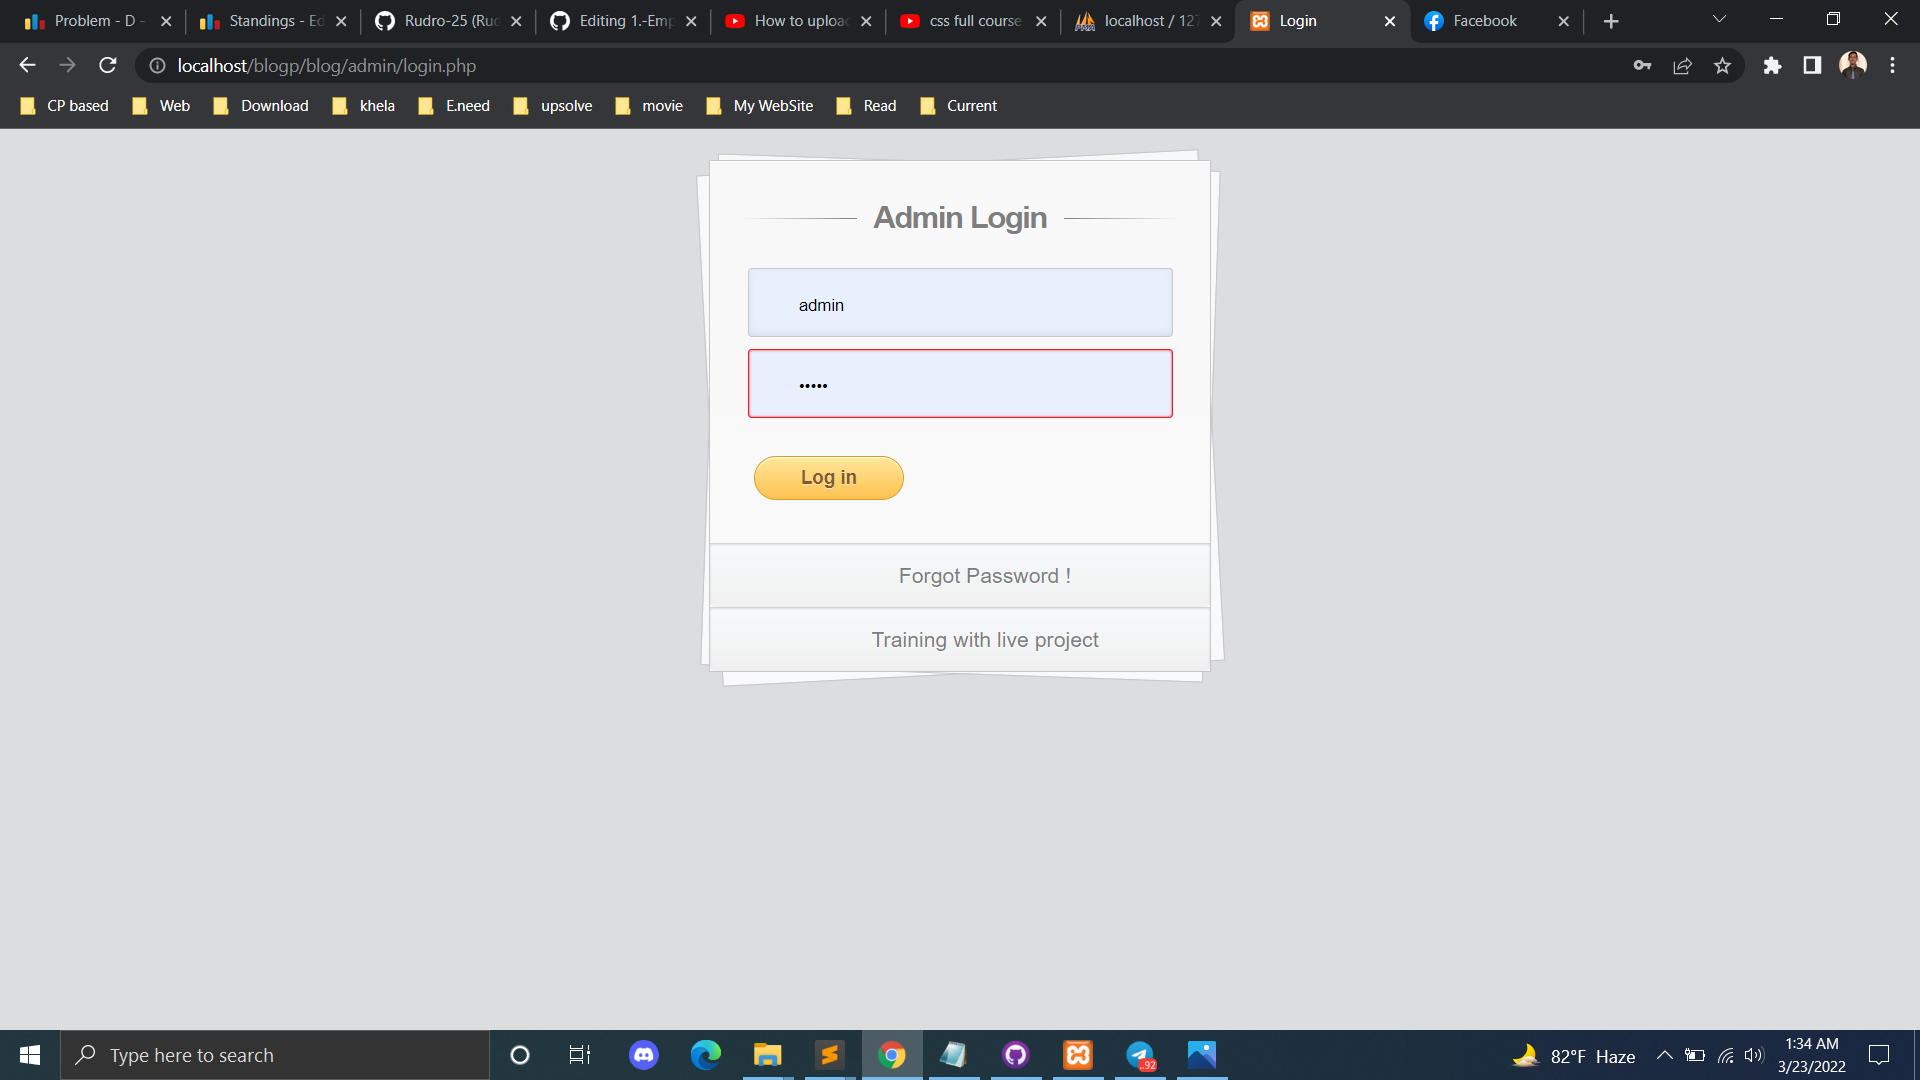 Problem - D -
Standings - Ed
Rudro-25 (Rud
Editing 1.-Emp
How to uploa
css full course
localhost / 127
Login
Facebook
localhost/blogp/blog/admin/login.php
CP based
Web
Download
khela
E.need
upsolve
movie
My WebSite
Read
Current
Admin Login
admin
•••••
Log in
Forgot Password !
Training with live project
Type here to search
..92
82°F Haze
1:34 AM
3/23/2022